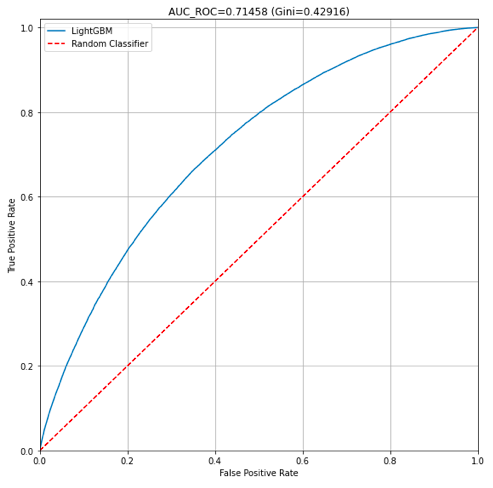 AUC_ROC=0.71458 (Gini=0.42916)
LightGBM
Random Classifier
1.0
0.8
0.6
0.4
0.2
0.0
True Positive Rate
0.0 0.2 0.4 0.6 0.8 1.0
False Positive Rate